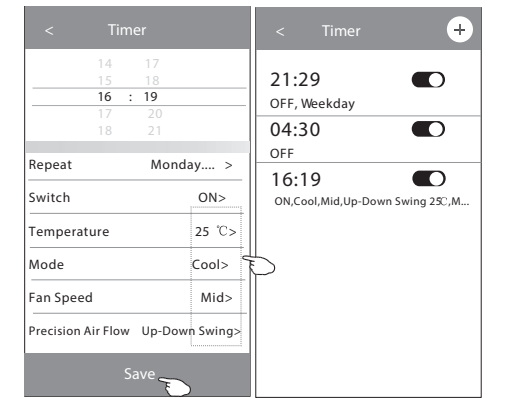 < Timer
14 17
15 18
16 : 19
17 20
18 21
Repeat Monday.... >
Switch ON>
Temperature 25 ℃>
Mode Cool>
Fan Speed Mid>
Precision Air Flow Up-Down Swing>
Save
< Timer +
21:29
OFF, Weekday
04:30
OFF
16:19
ON,Cool,Mid,Up-Down Swing 25℃,M...